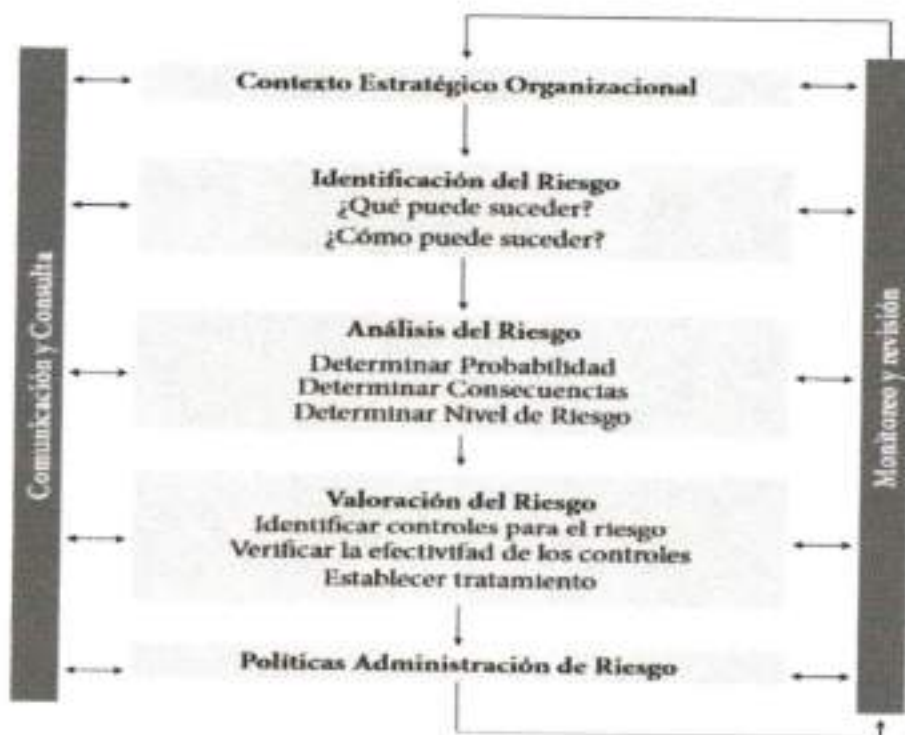 Contexto Estratégico Organizacional
Identificación del Riesgo
¿Qué puede suceder?
¿Cómo puede suceder?
Análisis del Riesgo
Determinar Probabilidad
Determinar Consecuencias
Determinar Nivel de Riesgo
Valoración del Riesgo
Identificar controles para el riesgo
Verificar la efectivifad de los controles
Establecer tratamiento
Políticas Administración de Riesgo
Comunicación y Consulta
Monitoreo y revisión